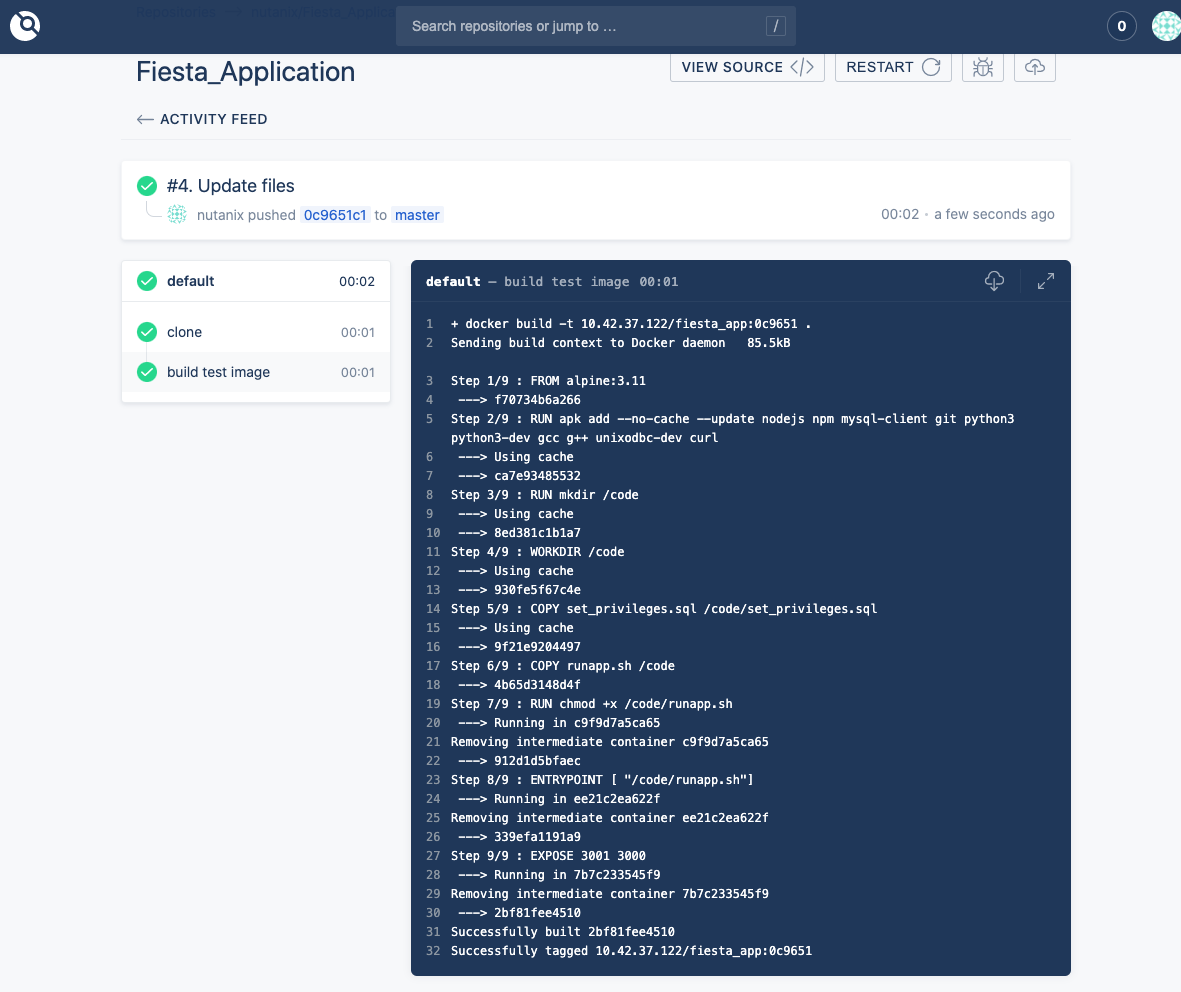 Repositories → nutanix/Fiesta_Applica
Search repositories or jump to …
/
0
Fiesta_Application
VIEW SOURCE </>
RESTART
← ACTIVITY FEED
#4. Update files
nutanix pushed 0c9651c1 to master
00:02 • a few seconds ago
default 00:02
clone 00:01
build test image 00:01
default — build test image 00:01
1 + docker build -t 10.42.37.122/fiesta_app:0c9651 .
2 Sending build context to Docker daemon 85.5kB
3 Step 1/9 : FROM alpine:3.11
4 ---> f70734b6a266
5 Step 2/9 : RUN apk add --no-cache --update nodejs npm mysql-client git python3
python3-dev gcc g++ unixodbc-dev curl
6 ---> Using cache
7 ---> ca7e93485532
8 Step 3/9 : RUN mkdir /code
9 ---> Using cache
10 ---> 8ed381c1b1a7
11 Step 4/9 : WORKDIR /code
12 ---> Using cache
13 ---> 930fe5f67c4e
14 Step 5/9 : COPY set_privileges.sql /code/set_privileges.sql
15 ---> Using cache
16 ---> 9f21e9204497
17 Step 6/9 : COPY runapp.sh /code
18 ---> 4b65d3148d4f
19 Step 7/9 : RUN chmod +x /code/runapp.sh
20 ---> Running in c9f9d7a5ca65
21 Removing intermediate container c9f9d7a5ca65
22 ---> 912d1d5bfaec
23 Step 8/9 : ENTRYPOINT [ "/code/runapp.sh"]
24 ---> Running in ee21c2ea622f
25 Removing intermediate container ee21c2ea622f
26 ---> 339efa1191a9
27 Step 9/9 : EXPOSE 3001 3000
28 ---> Running in 7b7c233545f9
29 Removing intermediate container 7b7c233545f9
30 ---> 2bf81fee4510
31 Successfully built 2bf81fee4510
32 Successfully tagged 10.42.37.122/fiesta_app:0c9651